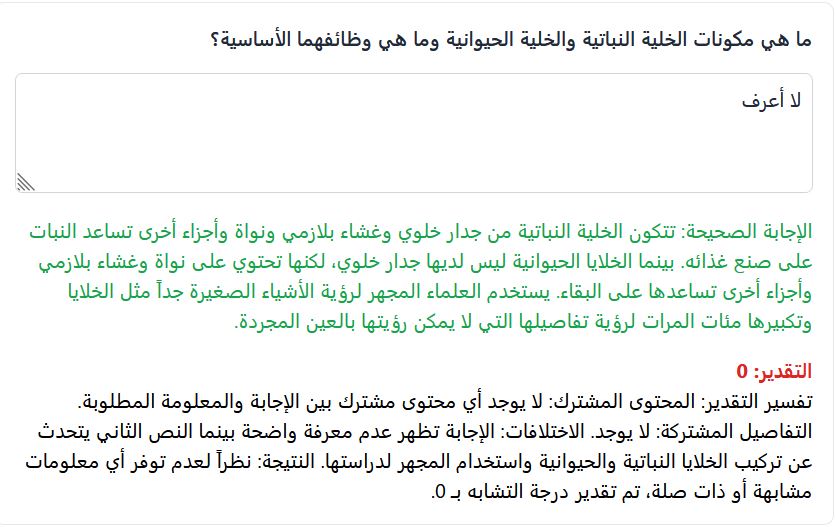 ما هي مكونات الخلية النباتية والخلية الحيوانية وما هي وظائفهما الأساسية؟
لا أعرف
الإجابة الصحيحة: تتكون الخلية النباتية من جدار خلوي وغشاء بلازمي ونواة وأجزاء أخرى تساعد النبات
على صنع غذائه. بينما الخلايا الحيوانية ليس لديها جدار خلوي، لكنها تحتوي على نواة وغشاء بلازمي
وأجزاء أخرى تساعدها على البقاء. يستخدم العلماء المجهر لرؤية الأشياء الصغيرة جداً مثل الخلايا
وتكبيرها مئات المرات لرؤية تفاصيلها التي لا يمكن رؤيتها بالعين المجردة.
التقدير: 0
تفسير التقدير: المحتوى المشترك: لا يوجد أي محتوى مشترك بين الإجابة والمعلومة المطلوبة.
التفاصيل المشتركة: لا يوجد. الاختلافات: الإجابة تظهر عدم معرفة واضحة بينما النص الثاني يتحدث
عن تركيب الخلايا النباتية والحيوانية واستخدام المجهر لدراستها. النتيجة: نظراً لعدم توفر أي معلومات
مشابهة أو ذات صلة، تم تقدير درجة التشابه بـ 0.